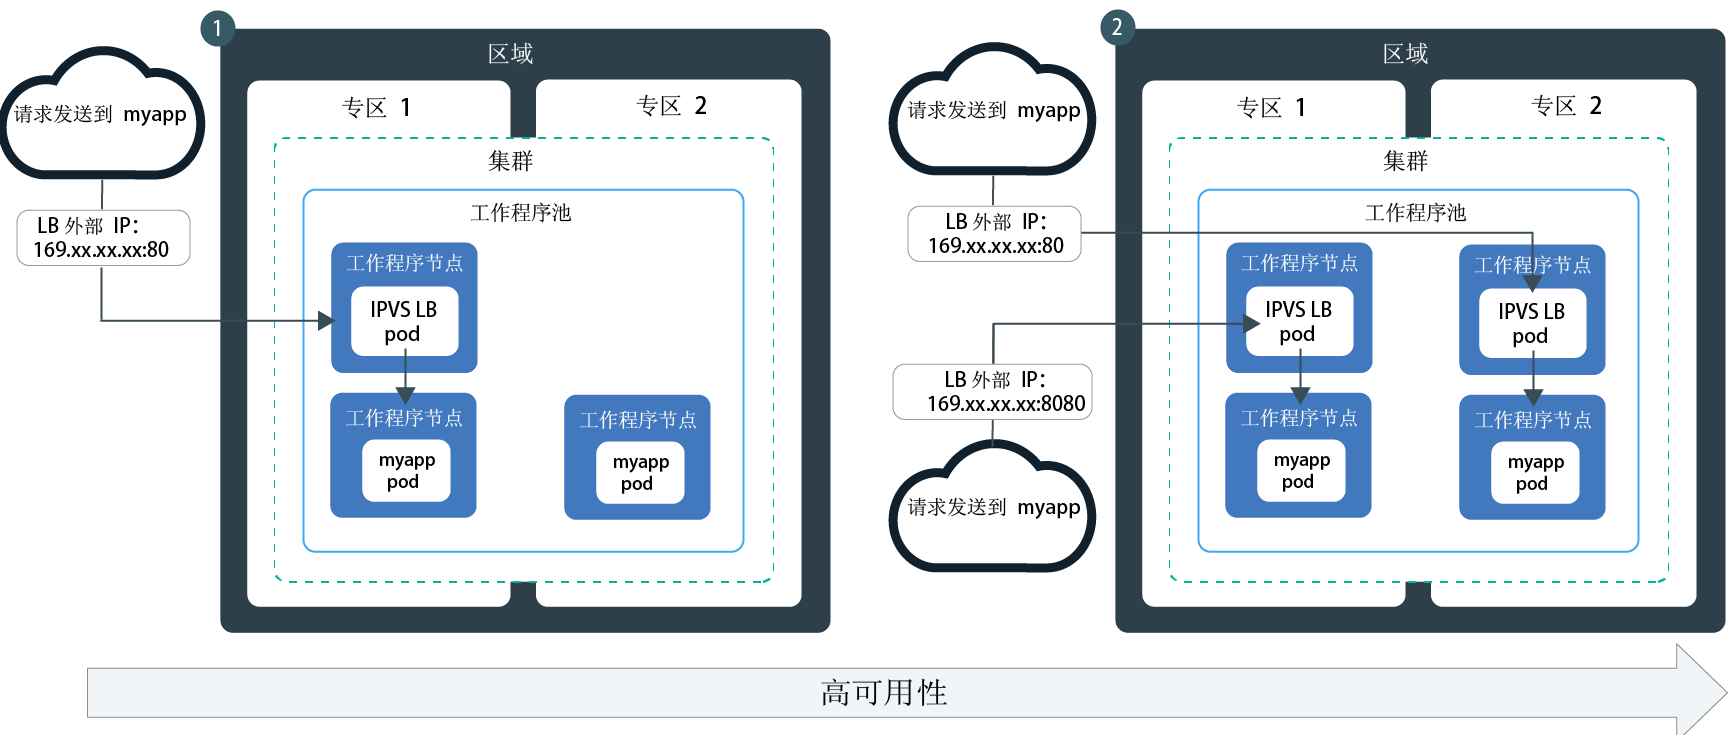 1
区域
专区 1
专区 2
集群
工作程序池
请求发送到 myapp
LB 外部 IP:
169.xx.xx.xx:80
工作程序节点
IPVS LB
pod
工作程序节点
myapp
pod
工作程序节点
myapp
pod
2
区域
专区 1
专区 2
集群
工作程序池
请求发送到 myapp
LB 外部 IP:
169.xx.xx.xx:80
工作程序节点
IPVS LB
pod
工作程序节点
IPVS LB
pod
LB 外部 IP:
169.xx.xx.xx:8080
请求发送到 myapp
工作程序节点
myapp
pod
工作程序节点
myapp
pod
高可用性